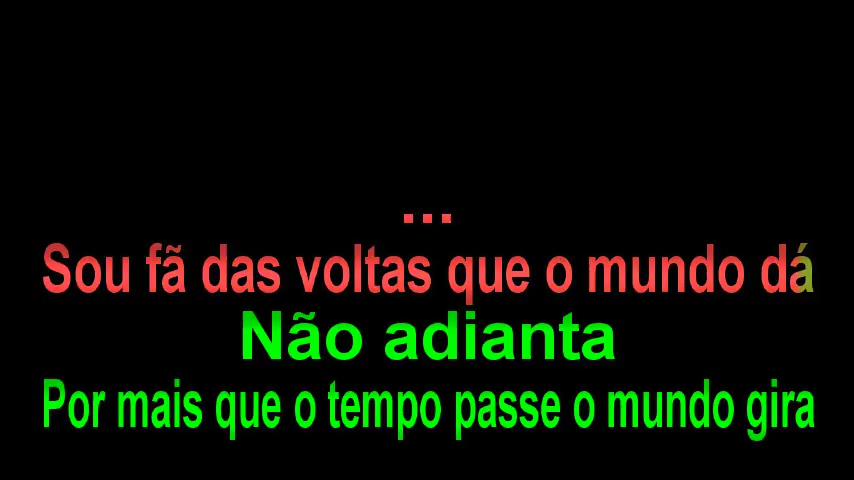 ...
Sou fã das voltas que o mundo dá
Não adianta
Por mais que o tempo passe o mundo gira